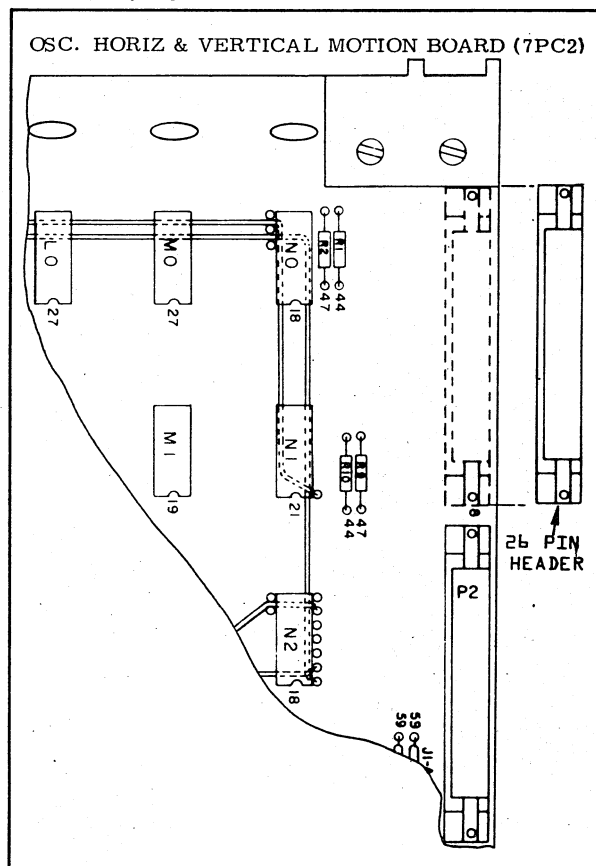 OSC. HORIZ & VERTICAL MOTION BOARD (7PC2)
L0
27
M0
27
N0
18
R2
R1
47
44
M1
19
N1
21
R10
R9
44
47
8
26 PIN
HEADER
P2
N2
18
59
59
J1-A